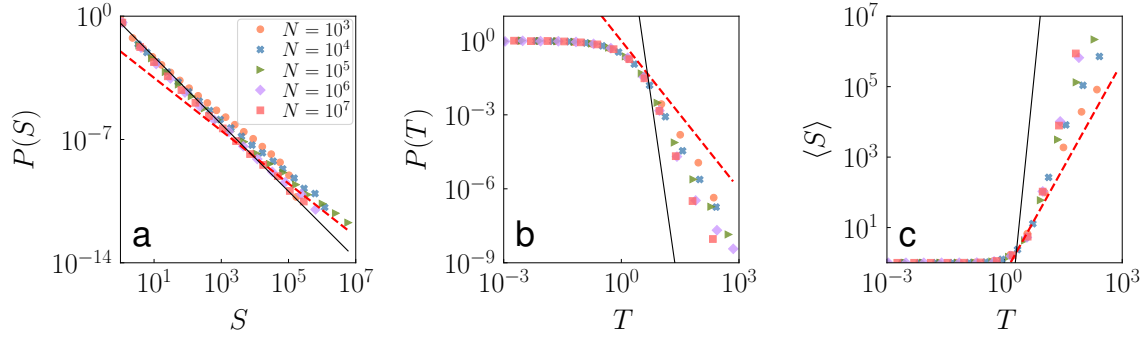 10^0
10^{-7}
10^{-14}
P(S)
10^1
10^3
10^5
10^7
S
a
N = 10^3
N = 10^4
N = 10^5
N = 10^6
N = 10^7
10^0
10^{-3}
10^{-6}
10^{-9}
P(T)
10^{-3}
10^0
10^3
T
b
10^5
10^3
10^1
⟨S⟩
10^{-3}
10^0
10^3
T
c